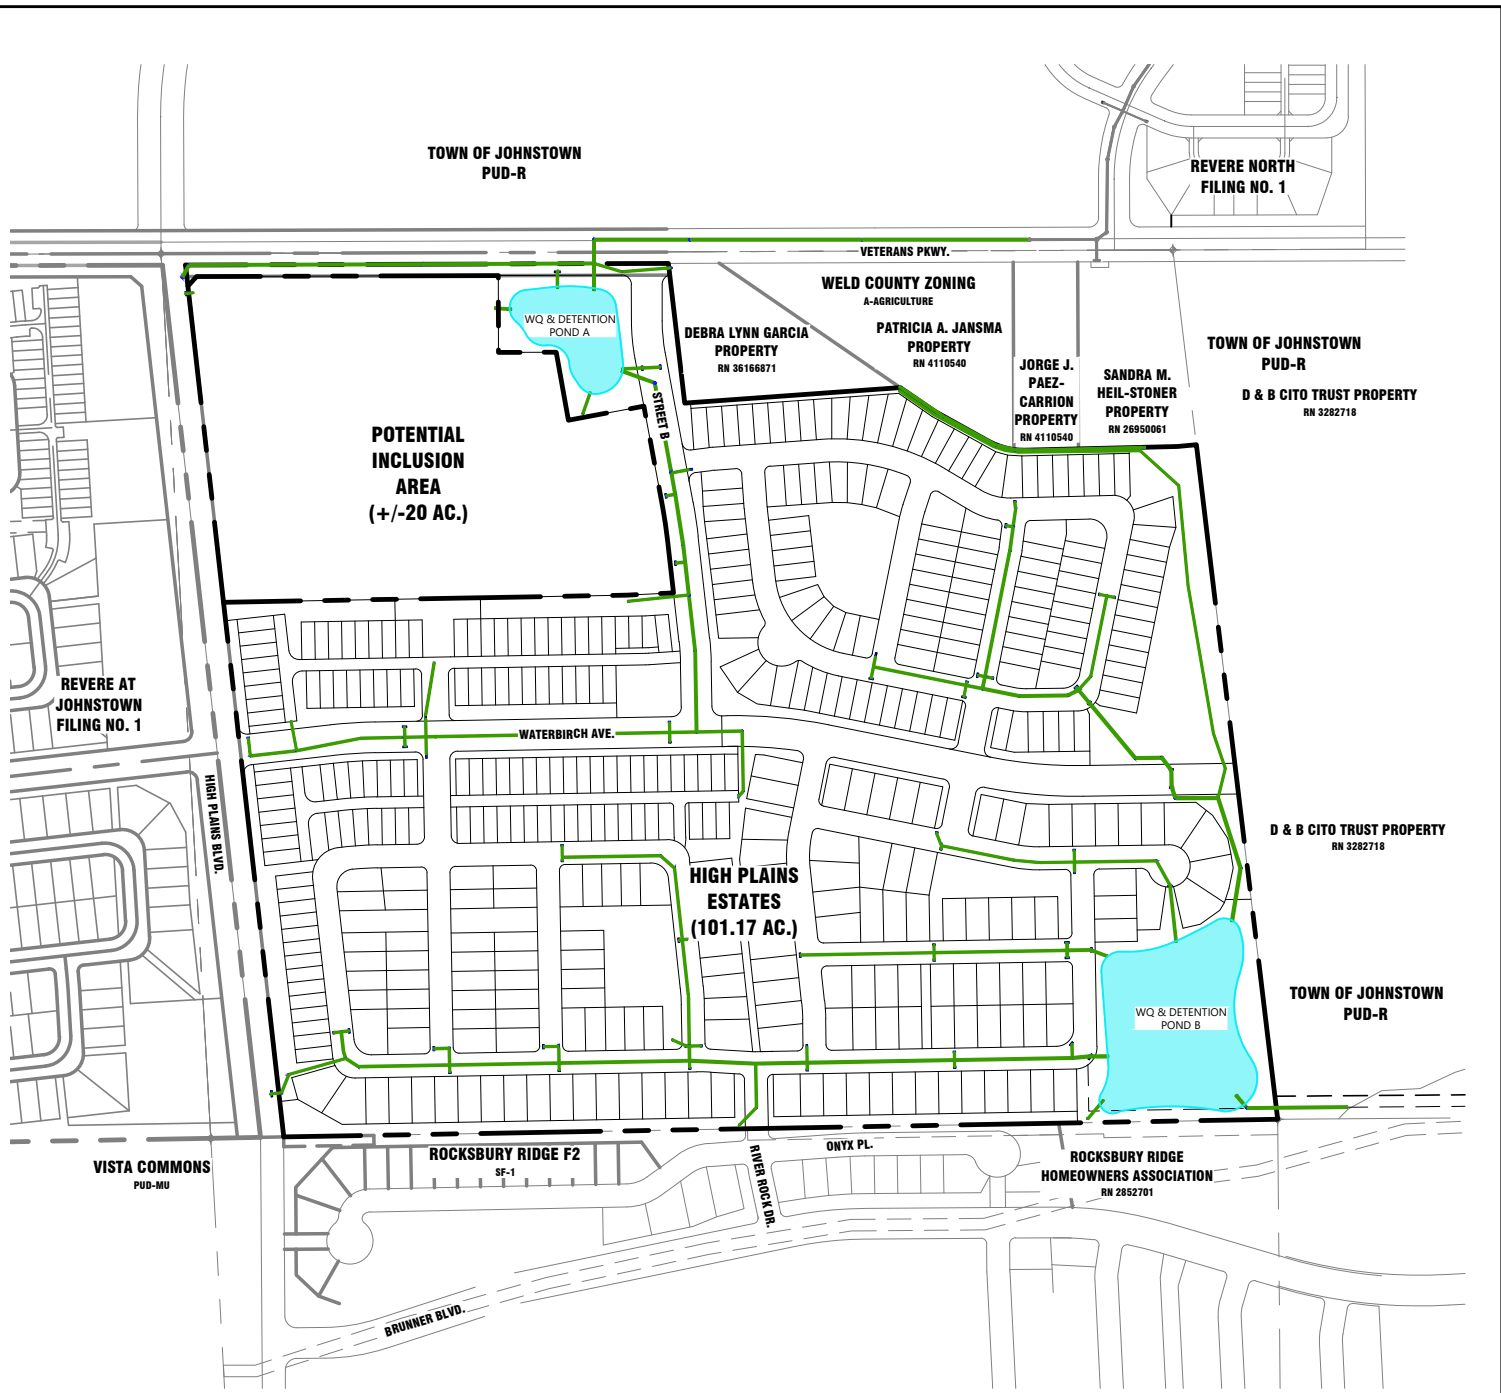 TOWN OF JOHNSTOWN
PUD-R
REVERE NORTH
FILING NO. 1
VETERANS PKWY.
WELD COUNTY ZONING
A-AGRICULTURE
WQ & DETENTION
POND A
DEBRA LYNN GARCIA
PROPERTY
RN 36166871
PATRICIA A. JANSMA
PROPERTY
RN 4110540
JORGE J.
PAEZ-
CARRION
PROPERTY
RN 4110540
SANDRA M.
HEIL-STONER
PROPERTY
RN 26950061
TOWN OF JOHNSTOWN
PUD-R
D & B CITO TRUST PROPERTY
RN 3282718
STREET B
POTENTIAL
INCLUSION
AREA
(+/-20 AC.)
REVERE AT
JOHNSTOWN
FILING NO. 1
WATERBIRCH AVE.
HIGH PLAINS BLVD.
D & B CITO TRUST PROPERTY
RN 3282718
HIGH PLAINS
ESTATES
(101.17 AC.)
WQ & DETENTION
POND B
TOWN OF JOHNSTOWN
PUD-R
VISTA COMMONS
PUD-MU
ROCKSBURY RIDGE F2
SF-1
RIVER ROCK DR.
ONYX PL.
ROCKSBURY RIDGE
HOMEOWNERS ASSOCIATION
RN 2852701
BRUNNER BLVD.